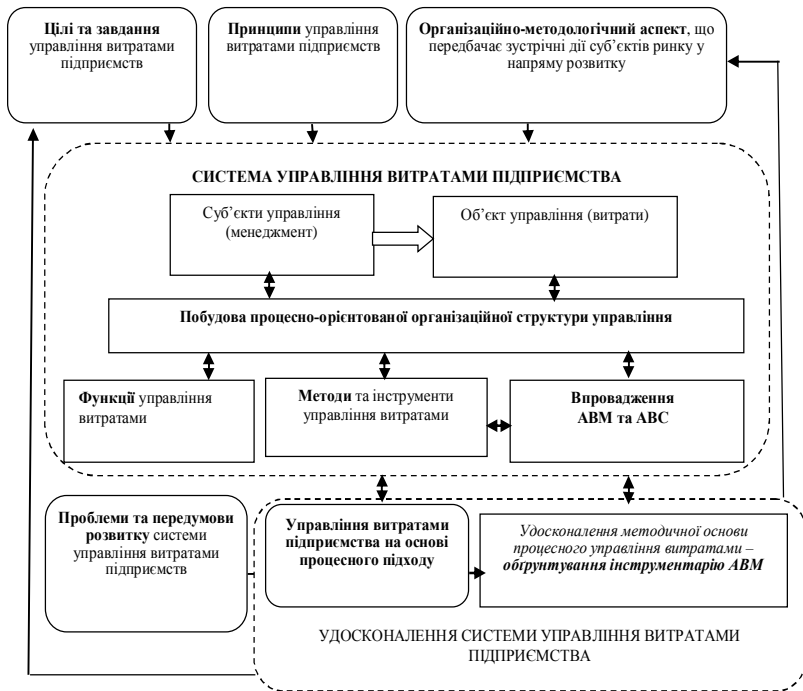 Цілі та завдання
управління витратами
підприємств
Принципи управління
витратами підприємств
Організаційно-методологічний аспект, що
передбачає зустрічні дії суб’єктів ринку у
напряму розвитку
СИСТЕМА УПРАВЛІННЯ ВИТРАТАМИ ПІДПРИЄМСТВА
Суб’єкти управління
(менеджмент)
Об’єкт управління (витрати)
Побудова процесно-орієнтованої організаційної структури управління
Функції управління
витратами
Методи та інструменти
управління витратами
Впровадження
АВМ та АВС
Проблеми та передумови
розвитку системи
управління витратами
підприємств
Управління витратами
підприємства на основі
процесного підходу
Удосконалення методичної основи
процесного управління витратами –
обґрунтування інструментарію АВМ
УДОСКОНАЛЕННЯ СИСТЕМИ УПРАВЛІННЯ ВИТРАТАМИ
ПІДПРИЄМСТВА